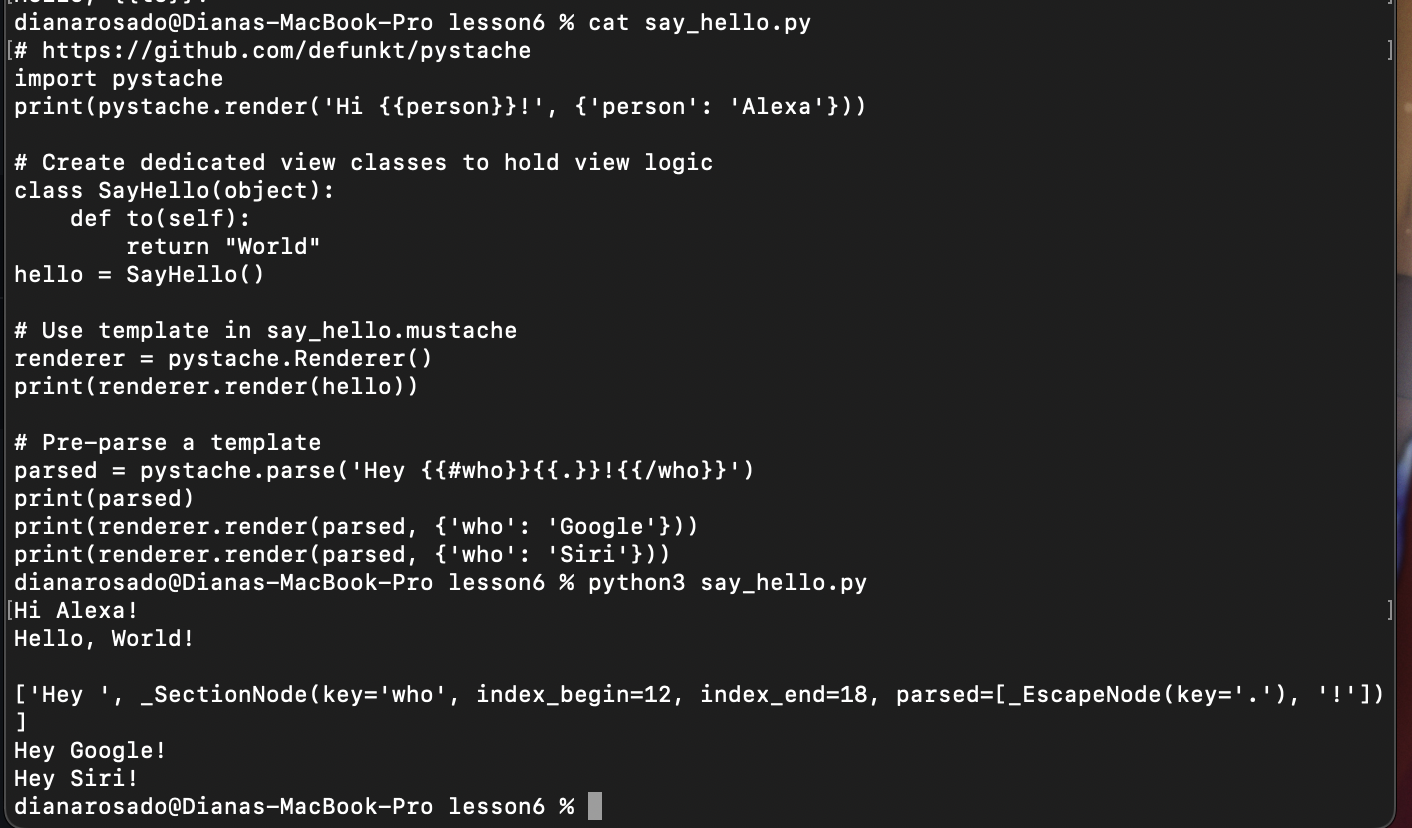 dianarosado@Dianas-MacBook-Pro lesson6 % cat say_hello.py
[# https://github.com/defunkt/pystache ]
import pystache
print(pystache.render('Hi {{person}}!', {'person': 'Alexa'}))

# Create dedicated view classes to hold view logic
class SayHello(object):
    def to(self):
        return "World"
hello = SayHello()

# Use template in say_hello.mustache
renderer = pystache.Renderer()
print(renderer.render(hello))

# Pre-parse a template
parsed = pystache.parse('Hey {{#who}}{{.}}!{{/who}}')
print(parsed)
print(renderer.render(parsed, {'who': 'Google'}))
print(renderer.render(parsed, {'who': 'Siri'}))
dianarosado@Dianas-MacBook-Pro lesson6 % python3 say_hello.py
[Hi Alexa! ]
Hello, World!

['Hey ', _SectionNode(key='who', index_begin=12, index_end=18, parsed=[_EscapeNode(key='.'), '!'])
]
Hey Google!
Hey Siri!
dianarosado@Dianas-MacBook-Pro lesson6 %